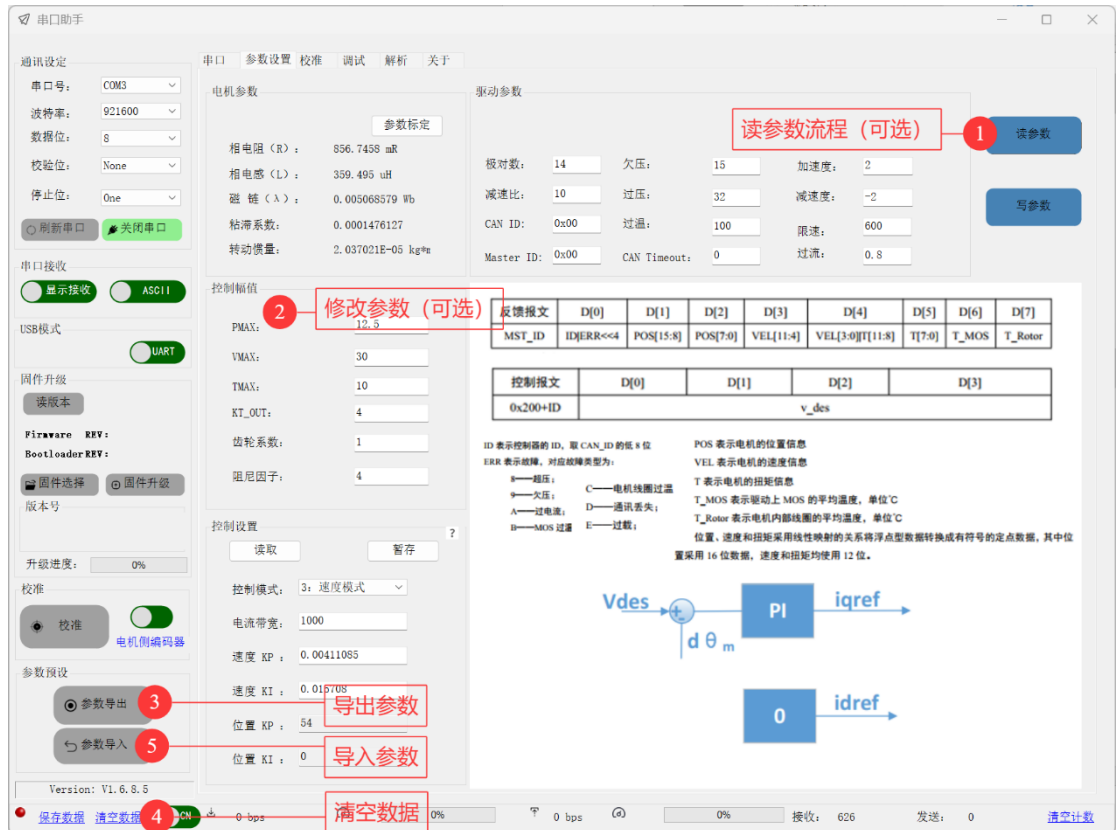 串口助手
通讯设定
串口号: COM3
波特率: 921600
数据位: 8
校验位: None
停止位: One
刷新串口 关闭串口
串口接收
显示接收 ASCII
USB模式
UART
固件升级
读版本
Firmware REV:
Bootloader REV:
固件选择 固件升级
版本号
升级进度: 0%
校准
校准
电机侧编码器
参数预设
参数导出 3
参数导入 5
Version: V1.6.8.5
串口 参数设置 校准 调试 解析 关于
电机参数
参数标定
相电阻（R）: 856.7458 mR
相电感（L）: 359.495 uH
磁 链（λ）: 0.005068579 Wb
粘滞系数: 0.0001476127
转动惯量: 2.037021E-05 kg*m
驱动参数
读参数流程（可选） 1 读参数
写参数
极对数: 14 欠压: 15 加速度: 2
减速比: 10 过压: 32 减速度: -2
CAN ID: 0x00 过温: 100 限速: 600
Master ID: 0x00 CAN Timeout: 0 过流: 0.8
控制幅值
2 修改参数（可选）
PMAX: 12.5
VMAX: 30
TMAX: 10
KT_OUT: 4
齿轮系数: 1
阻尼因子: 4
控制设置 ?
读取 暂存
控制模式: 3: 速度模式
电流带宽: 1000
速度 KP : 0.00411085
速度 KI : 0.015708
导出参数
位置 KP : 54
位置 KI : 0
导入参数
反馈报文 D[0] D[1] D[2] D[3] D[4] D[5] D[6] D[7]
MST_ID ID|ERR<<4 POS[15:8] POS[7:0] VEL[11:4] VEL[3:0]|T[11:8] T[7:0] T_MOS T_Rotor
控制报文 D[0] D[1] D[2] D[3]
0x200+ID v_des
ID 表示控制器的 ID，取 CAN_ID 的低 8 位
ERR 表示故障，对应故障类型为：
8——超压；
9——欠压；
A——过电流；
B——MOS 过温
C——电机线圈过温
D——通讯丢失；
E——过载；
POS 表示电机的位置信息
VEL 表示电机的速度信息
T 表示电机的扭矩信息
T_MOS 表示驱动上 MOS 的平均温度，单位℃
T_Rotor 表示电机内部线圈的平均温度，单位℃
位置、速度和扭矩采用线性映射的关系将浮点型数据转换成有符号的定点数据，其中位
置采用 16 位数据，速度和扭矩均使用 12 位。
Vdes PI iqref
dθm
0 idref
保存数据 清空数据 4 CN 0 bps 清空数据 0% 0 bps 0% 接收: 626 发送: 0 清空计数